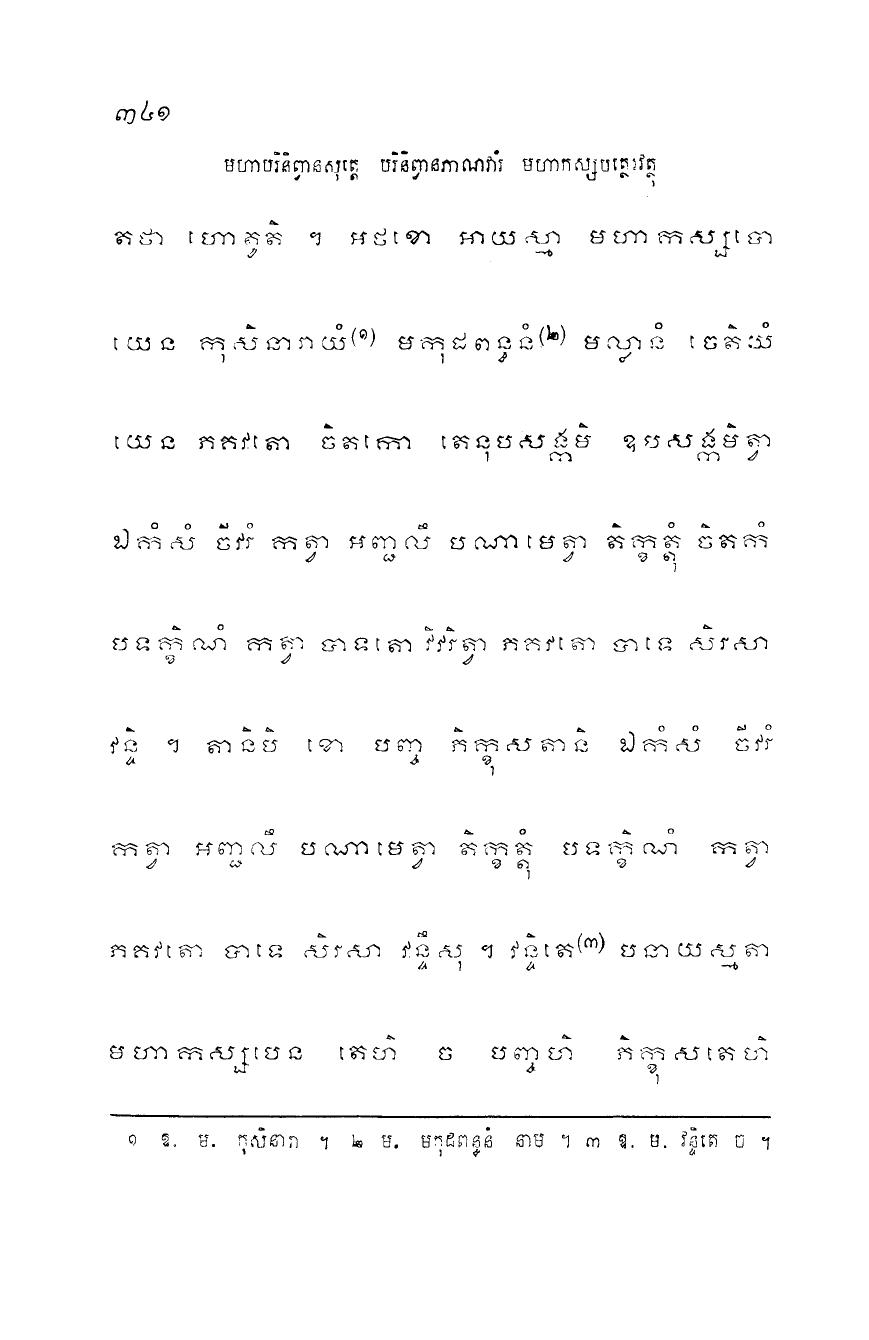 ៣៤១
មហាបរិនិព្វានសុត្តេ បរិនិព្វានភាណវារំ មហាកស្សបត្ថេរវត្ថុ
តថា ហោតូតិ ។ អថខោ អាយស្មា មហាកស្សបោ
យេន កុសិនារាយំ(១) មកុដពន្ធនំ(២) មល្លានំ ចេតិយំ
យេន ភគវតោ ចិតកោ តេនុបសង្កមិ ឧបសង្កមិត្វា
ឯកំសំ ចីវរំ កត្វា អញ្ជលឹ បណាមេត្វា តិក្ខត្តុំ ចិតកំ
បទក្ខិណំ កត្វា បាទតោ វិវរិត្វា ភគវតោ បាទេ សិរសា
វន្ទិ ។ តានិបិ ខោ បញ្ច ភិក្ខុសតានិ ឯកំសំ ចីវរំ
កត្វា អញ្ជលឹ បណាមេត្វា តិក្ខត្តុំ បទក្ខិណំ កត្វា
ភគវតោ បាទេ សិរសា វន្ទឹសុ ។ វន្ទិតេ(៣) បនាយស្មតា
មហាកស្សបេន តេហិ ច បញ្ចហិ ភិក្ខុសតេហិ
១ ឱ. ម. កុសិនារា ។ ២ ម. មកុដពន្ធនំ នាម ។ ៣ ឱ. ម. វន្ទិតេ ច ។